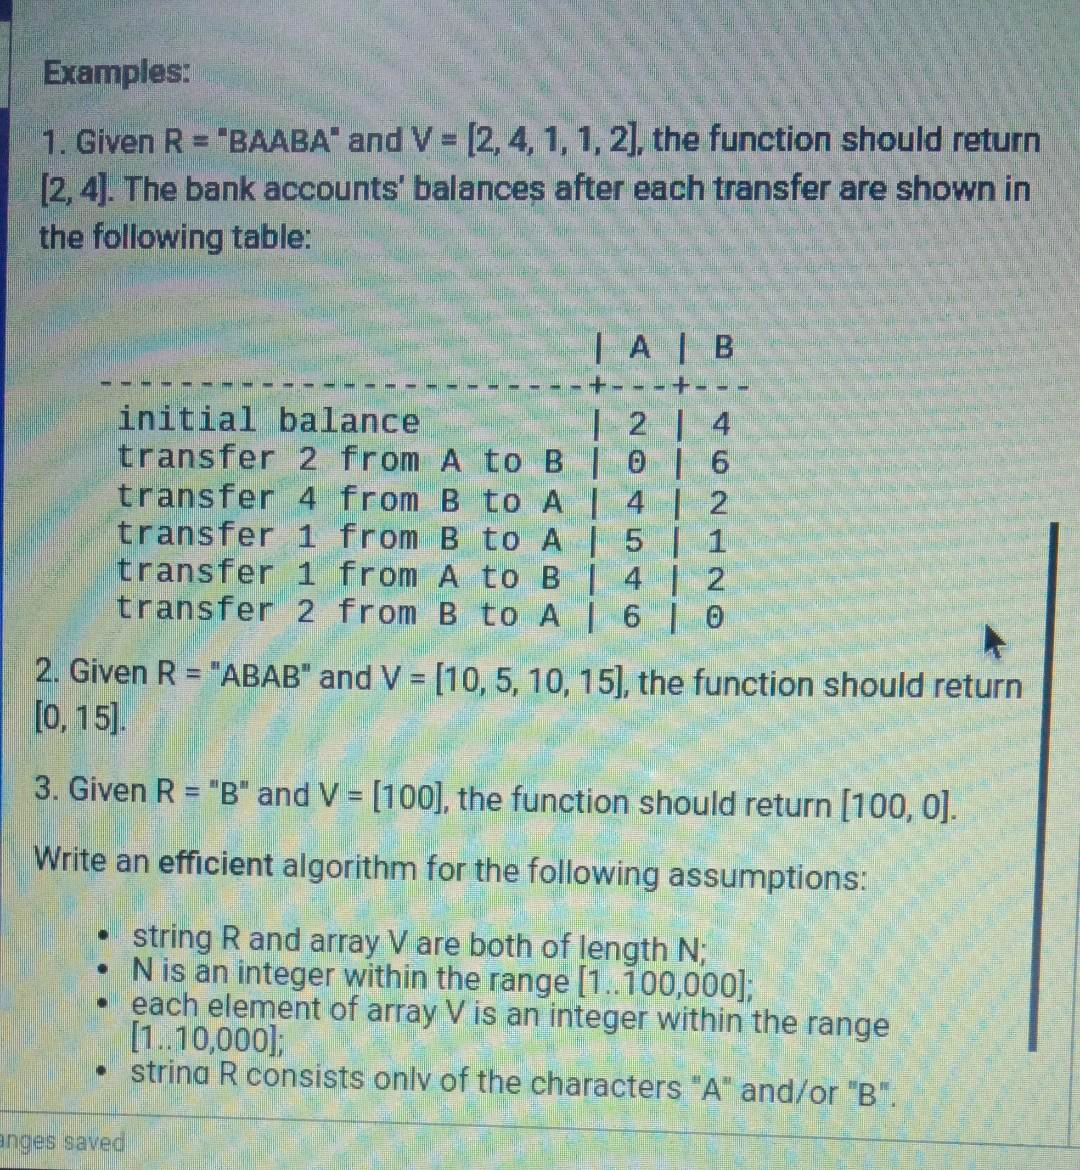 Examples:
1. Given R = "BAABA" and V = [2, 4, 1, 1, 2], the function should return
[2, 4]. The bank accounts' balances after each transfer are shown in
the following table:
| A | B
-----------------------+---+---
initial balance | 2 | 4
transfer 2 from A to B | 0 | 6
transfer 4 from B to A | 4 | 2
transfer 1 from B to A | 5 | 1
transfer 1 from A to B | 4 | 2
transfer 2 from B to A | 6 | 0
2. Given R = "ABAB" and V = [10, 5, 10, 15], the function should return
[0, 15].
3. Given R = "B" and V = [100], the function should return [100, 0].
Write an efficient algorithm for the following assumptions:
• string R and array V are both of length N;
• N is an integer within the range [1..100,000];
• each element of array V is an integer within the range
[1..10,000];
• string R consists only of the characters "A" and/or "B".
saved